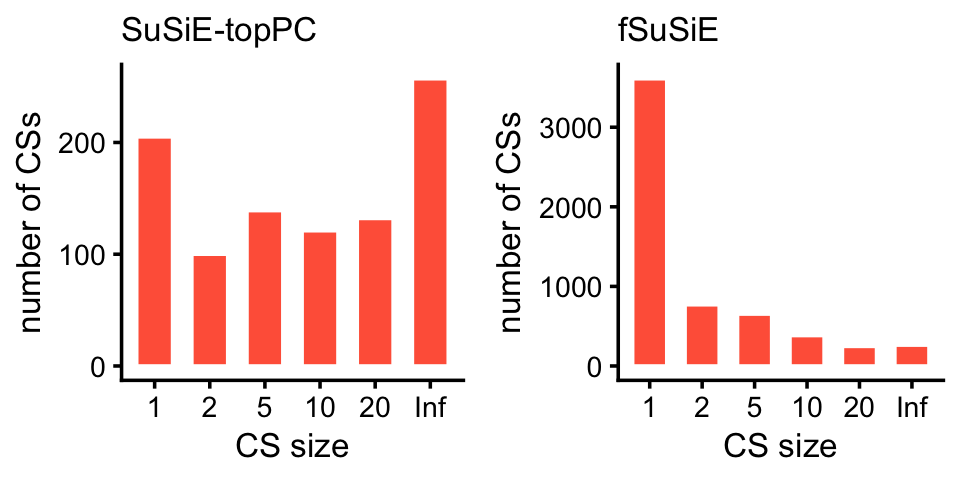 SuSiE-topPC
number of CSs
200
100
0
1 2 5 10 20 Inf
CS size
fSuSiE
number of CSs
3000
2000
1000
0
1 2 5 10 20 Inf
CS size